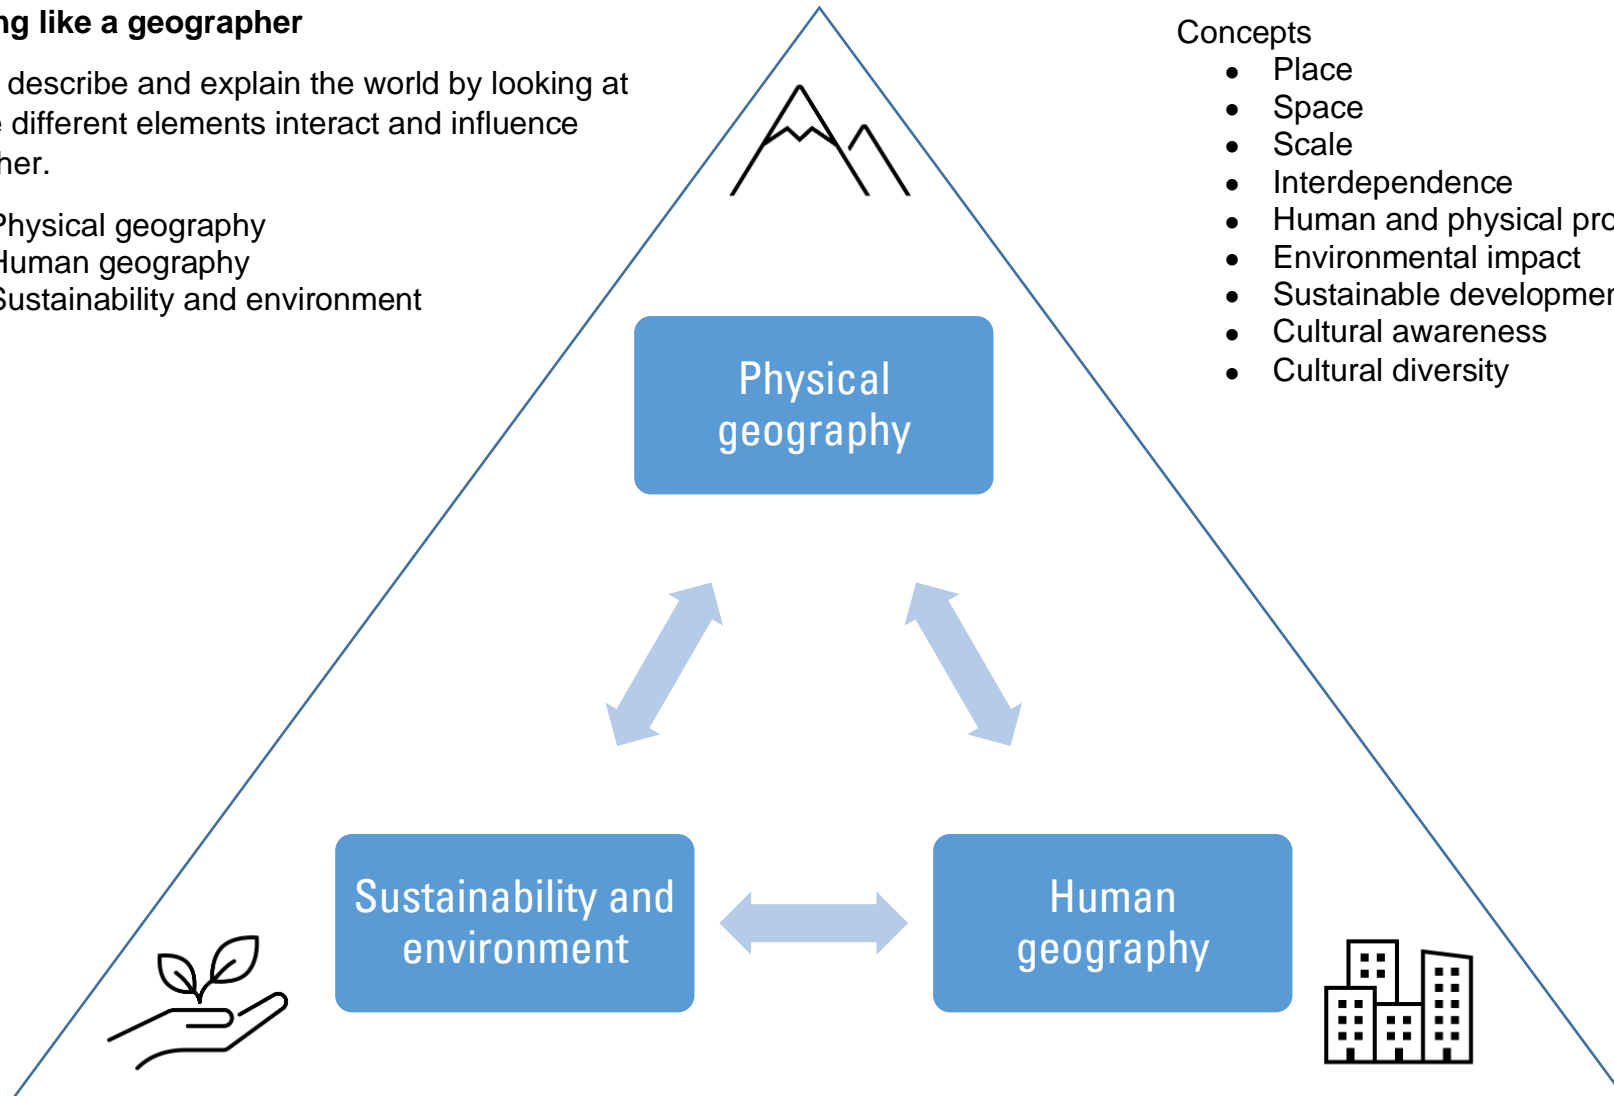 ng like a geographer
describe and explain the world by looking at
e different elements interact and influence
her.
Physical geography
Human geography
Sustainability and environment
Concepts
• Place
• Space
• Scale
• Interdependence
• Human and physical pro
• Environmental impact
• Sustainable developmen
• Cultural awareness
• Cultural diversity
Physical
geography
Sustainability and
environment
Human
geography